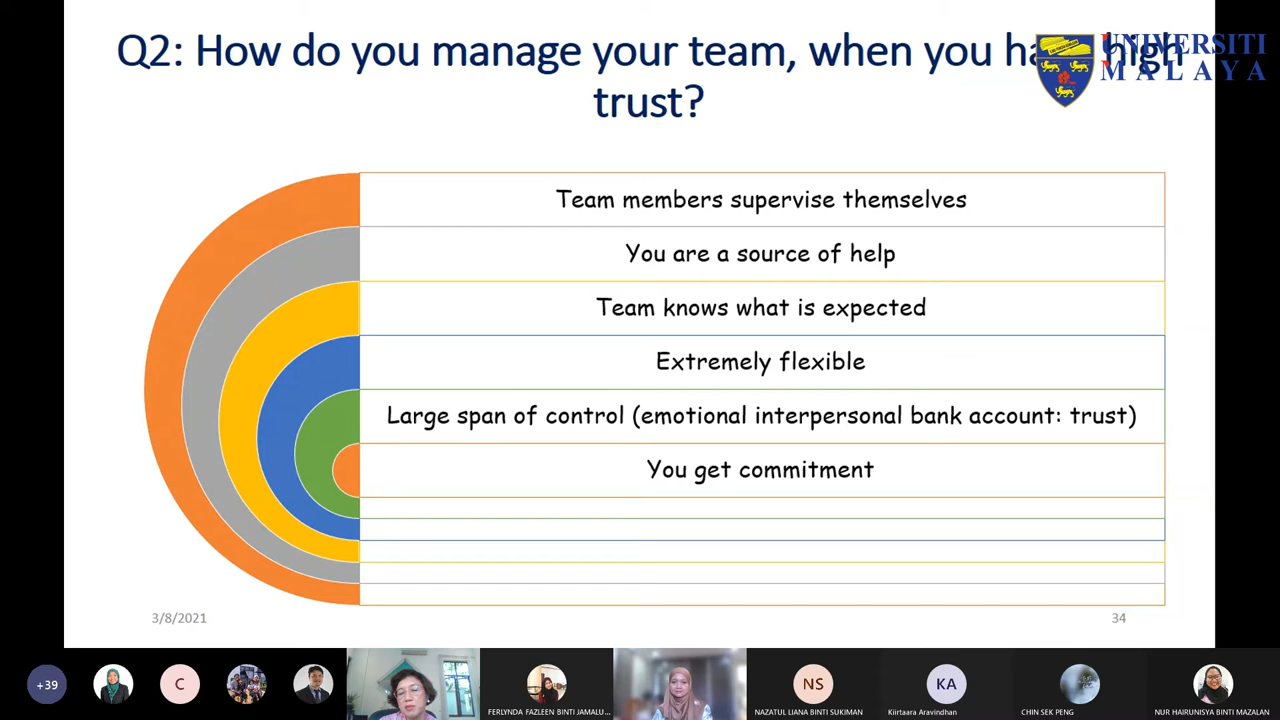 Q2: How do you manage your team, when you have high
trust?
UNIVERSITI
MALAYA
Team members supervise themselves
You are a source of help
Team knows what is expected
Extremely flexible
Large span of control (emotional interpersonal bank account: trust)
You get commitment
3/8/2021
34
+39
C
FERLYNDA FAZLEEN BINTI JAMALU...
NS
NAZATUL LIANA BINTI SUKIMAN
KA
Kiirtaara Aravindhan
CHIN SEK PENG
NUR HAIRUNISYA BINTI MAZALAN